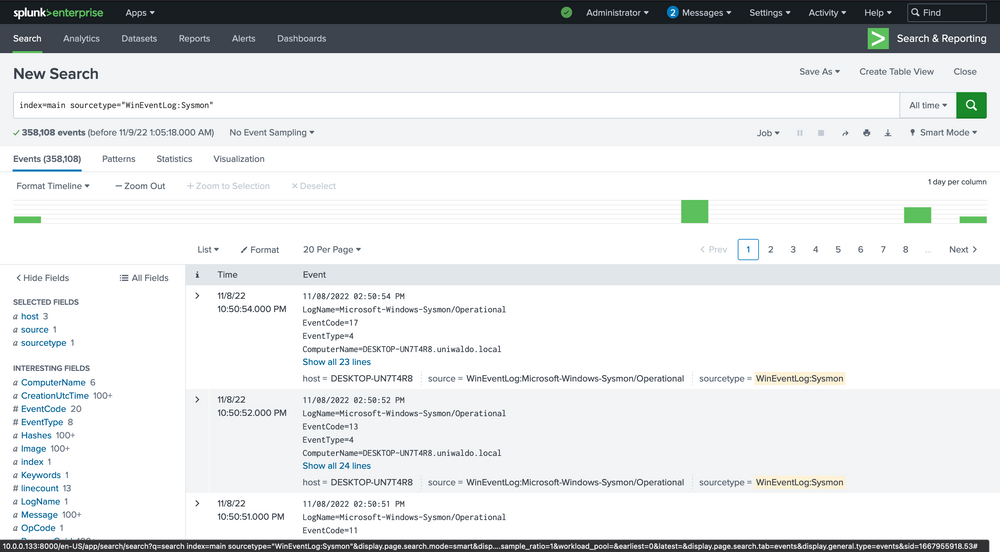 splunk>enterprise Apps Administrator 2 Messages Settings Activity Help Find
Search Analytics Datasets Reports Alerts Dashboards Search & Reporting
New Search Save As Create Table View Close
index=main sourcetype="WinEventLog:Sysmon" All time
358,108 events (before 11/9/22 1:05:18.000 AM) No Event Sampling Job Smart Mode
Events (358,108) Patterns Statistics Visualization
Format Timeline — Zoom Out + Zoom to Selection × Deselect 1 day per column
List Format 20 Per Page < Prev 1 2 3 4 5 6 7 8 ... Next >
< Hide Fields All Fields i Time Event
SELECTED FIELDS
a host 3
a source 1
a sourcetype 1
INTERESTING FIELDS
a ComputerName 6
a CreationUtcTime 100+
# EventCode 20
# EventType 8
a Hashes 100+
a Image 100+
a index 1
a Keywords 1
# linecount 13
a LogName 1
a Message 100+
a OpCode 1
> 11/8/22 11/08/2022 02:50:54 PM
10:50:54.000 PM LogName=Microsoft-Windows-Sysmon/Operational
EventCode=17
EventType=4
ComputerName=DESKTOP-UN7T4R8.uniwaldo.local
Show all 23 lines
host = DESKTOP-UN7T4R8 source = WinEventLog:Microsoft-Windows-Sysmon/Operational sourcetype = WinEventLog:Sysmon
> 11/8/22 11/08/2022 02:50:52 PM
10:50:52.000 PM LogName=Microsoft-Windows-Sysmon/Operational
EventCode=13
EventType=4
ComputerName=DESKTOP-UN7T4R8.uniwaldo.local
Show all 24 lines
host = DESKTOP-UN7T4R8 source = WinEventLog:Microsoft-Windows-Sysmon/Operational sourcetype = WinEventLog:Sysmon
> 11/8/22 11/08/2022 02:50:51 PM
10:50:51.000 PM LogName=Microsoft-Windows-Sysmon/Operational
EventCode=11
10.0.0.133:8000/en-US/app/search/search?q=search index=main sourcetype="WinEventLog:Sysmon"&display.page.search.mode=smart&disp....sample_ratio=1&workload_pool=&earliest=0&latest=&display.page.search.tab=events&display.general.type=events&sid=1667955918.53#